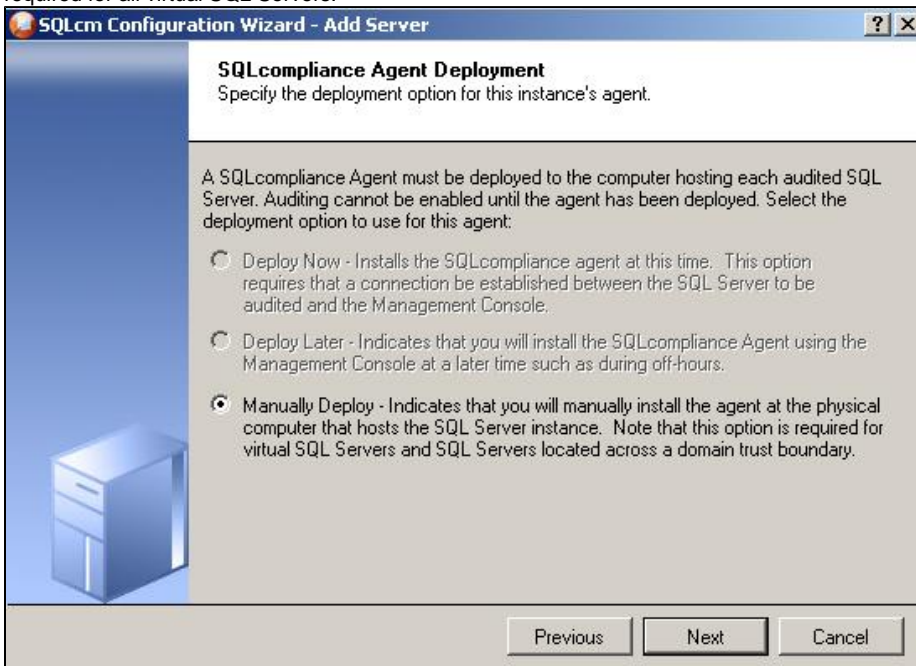 required for all virtual SQL Servers.
SQLcm Configuration Wizard - Add Server
SQLcompliance Agent Deployment
Specify the deployment option for this instance's agent.
A SQLcompliance Agent must be deployed to the computer hosting each audited SQL
Server. Auditing cannot be enabled until the agent has been deployed. Select the
deployment option to use for this agent:
Deploy Now - Installs the SQLcompliance agent at this time. This option
requires that a connection be established between the SQL Server to be
audited and the Management Console.
Deploy Later - Indicates that you will install the SQLcompliance Agent using the
Management Console at a later time such as during off-hours.
Manually Deploy - Indicates that you will manually install the agent at the physical
computer that hosts the SQL Server instance. Note that this option is required for
virtual SQL Servers and SQL Servers located across a domain trust boundary.
Previous Next Cancel